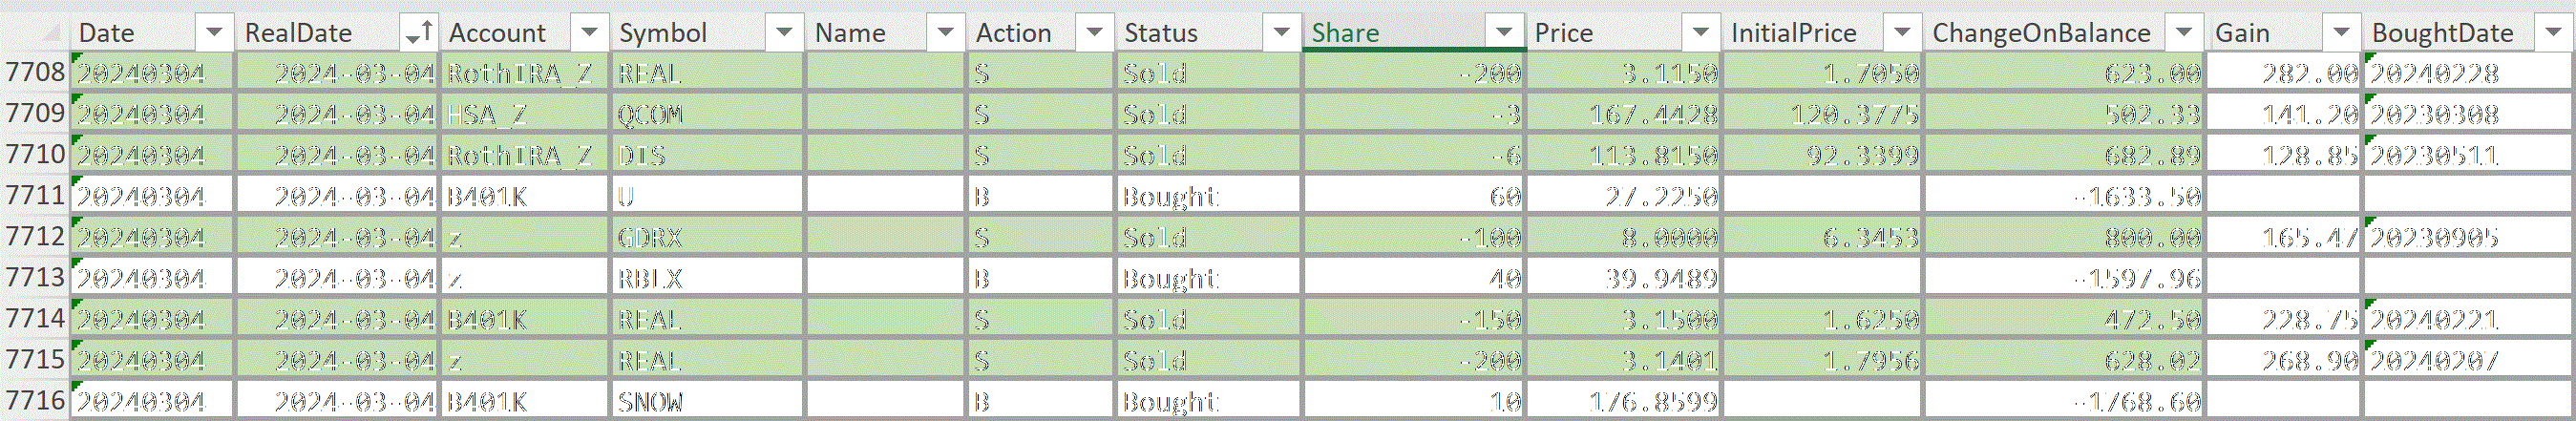 Date RealDate Account Symbol Name Action Status Share Price InitialPrice ChangeOnBalance Gain BoughtDate
7708 20240304 2024-03-04 RothIRA_Z REAL S Sold -200 3.1150 1.7050 623.00 282.00 20240228
7709 20240304 2024-03-04 HSA_Z QCOM S Sold -3 167.4428 120.3775 502.33 141.20 20230308
7710 20240304 2024-03-04 RothIRA_Z DIS S Sold -6 113.8150 92.3399 682.89 128.85 20230511
7711 20240304 2024-03-04 B401K U B Bought 60 27.2250 -1633.50
7712 20240304 2024-03-04 z GDRX S Sold -100 8.0000 6.3453 800.00 165.47 20230905
7713 20240304 2024-03-04 z RBLX B Bought 40 39.9489 -1597.96
7714 20240304 2024-03-04 B401K REAL S Sold -150 3.1500 1.6250 472.50 228.75 20240221
7715 20240304 2024-03-04 z REAL S Sold -200 3.1401 1.7956 628.02 268.90 20240207
7716 20240304 2024-03-04 B401K SNOW B Bought 10 176.8599 -1768.60